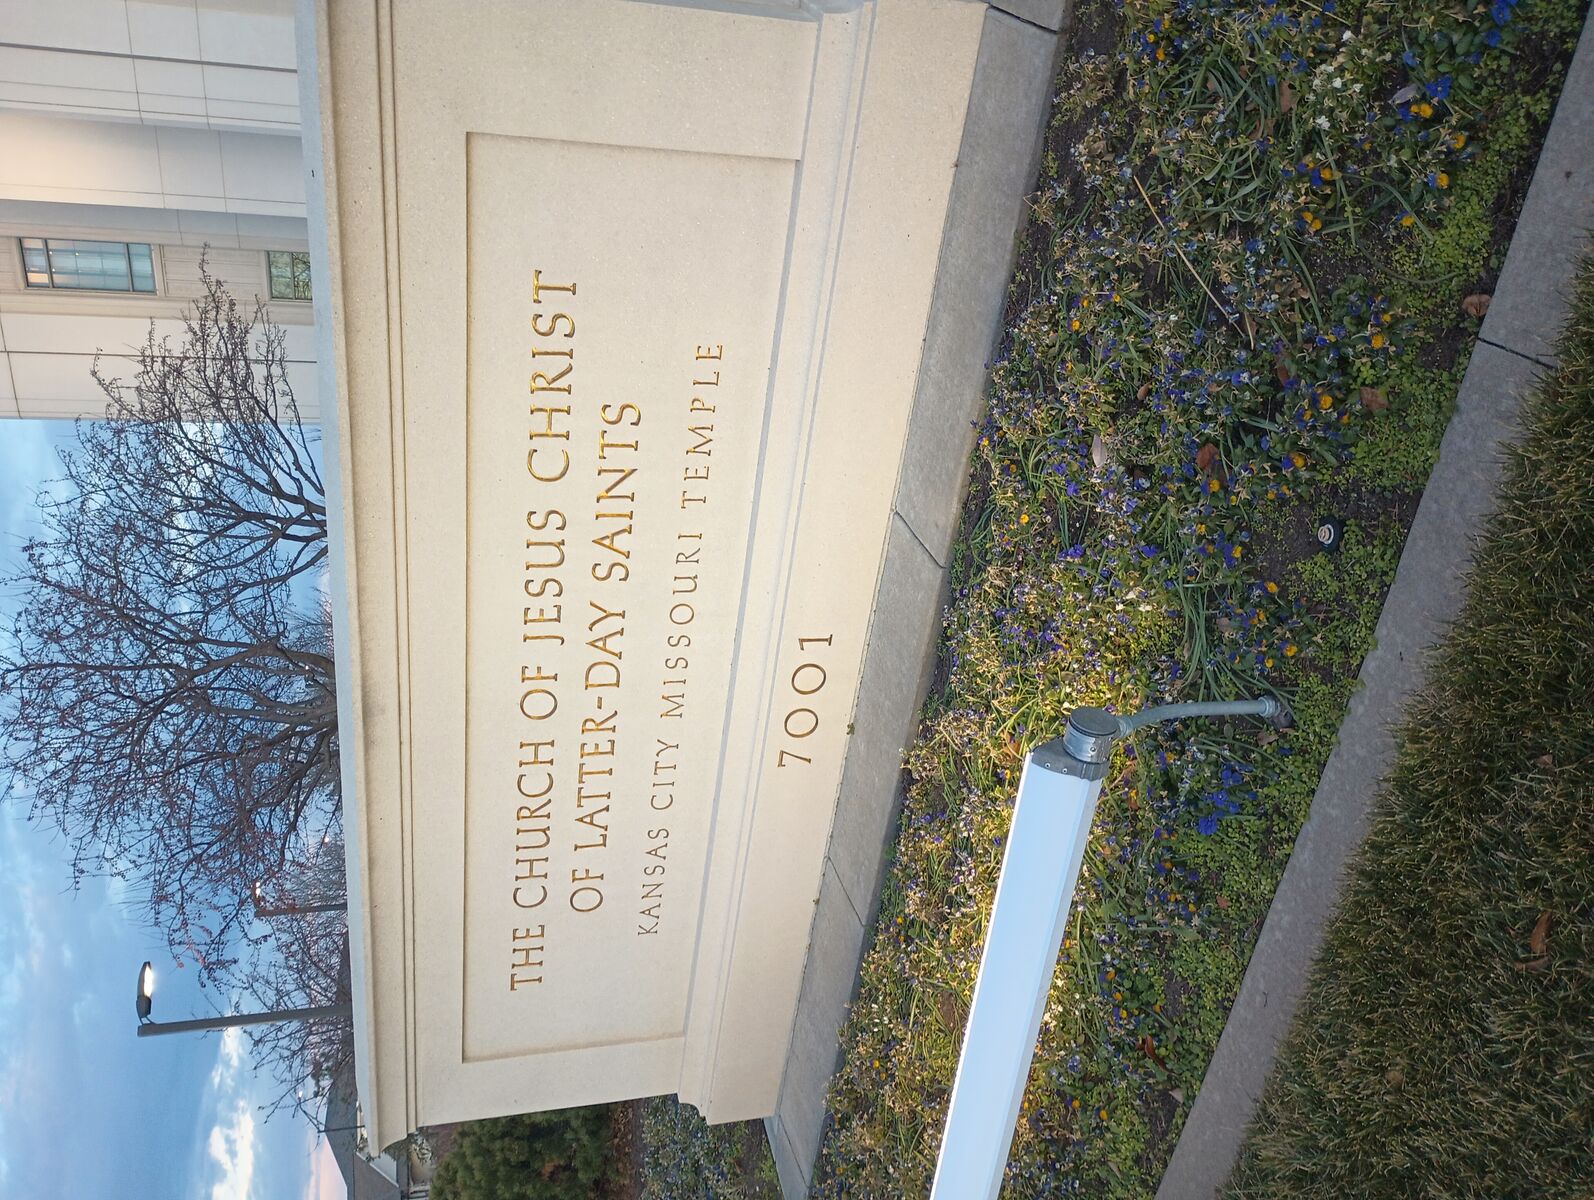 THE CHURCH OF JESUS CHRIST
OF LATTER-DAY SAINTS
KANSAS CITY MISSOURI TEMPLE
7001